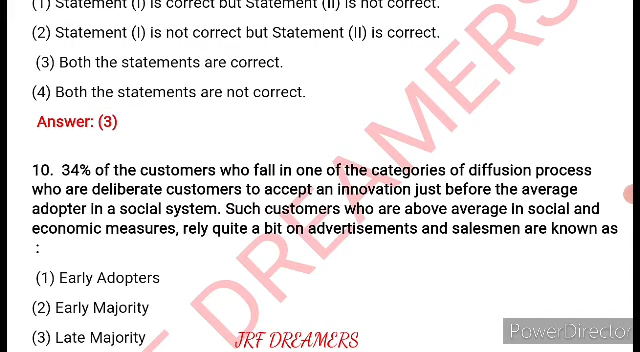 (1) Statement (I) is correct but Statement (II) is not correct.
(2) Statement (I) is not correct but Statement (II) is correct.
(3) Both the statements are correct.
(4) Both the statements are not correct.
Answer: (3)
10. 34% of the customers who fall in one of the categories of diffusion process
who are deliberate customers to accept an innovation just before the average
adopter in a social system. Such customers who are above average in social and
economic measures, rely quite a bit on advertisements and salesmen are known as
:
(1) Early Adopters
(2) Early Majority
(3) Late Majority
JRF DREAMERS
DREAMERS
PowerDirector